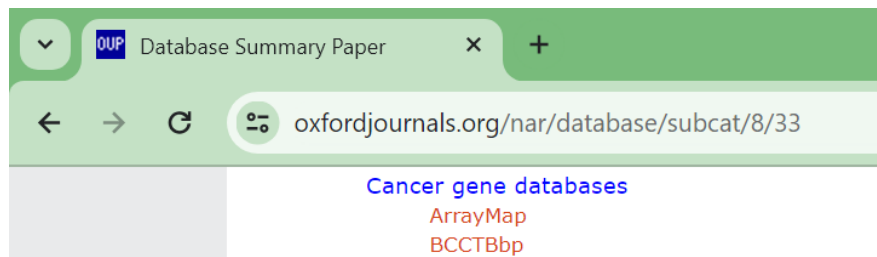 OUP Database Summary Paper
oxfordjournals.org/nar/database/subcat/8/33
Cancer gene databases
ArrayMap
BCCTBbp